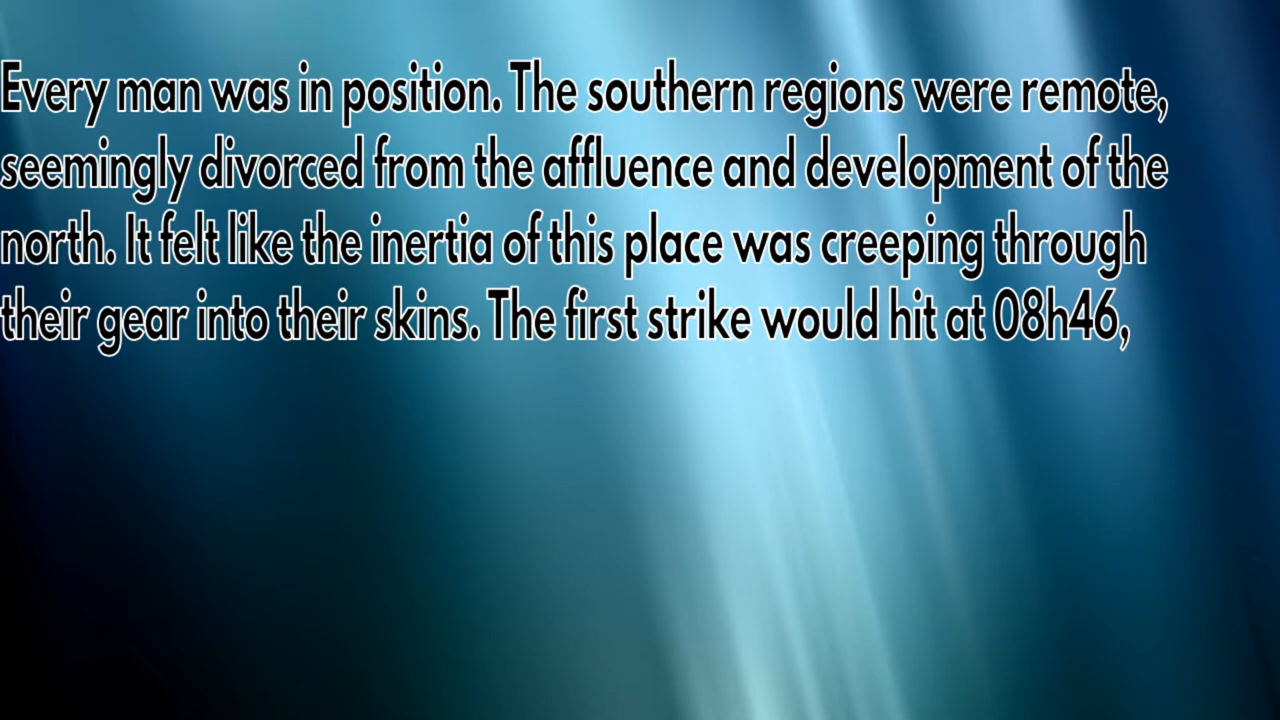 Every man was in position. The southern regions were remote,
seemingly divorced from the affluence and development of the
north. It felt like the inertia of this place was creeping through
their gear into their skins. The first strike would hit at 08h46,